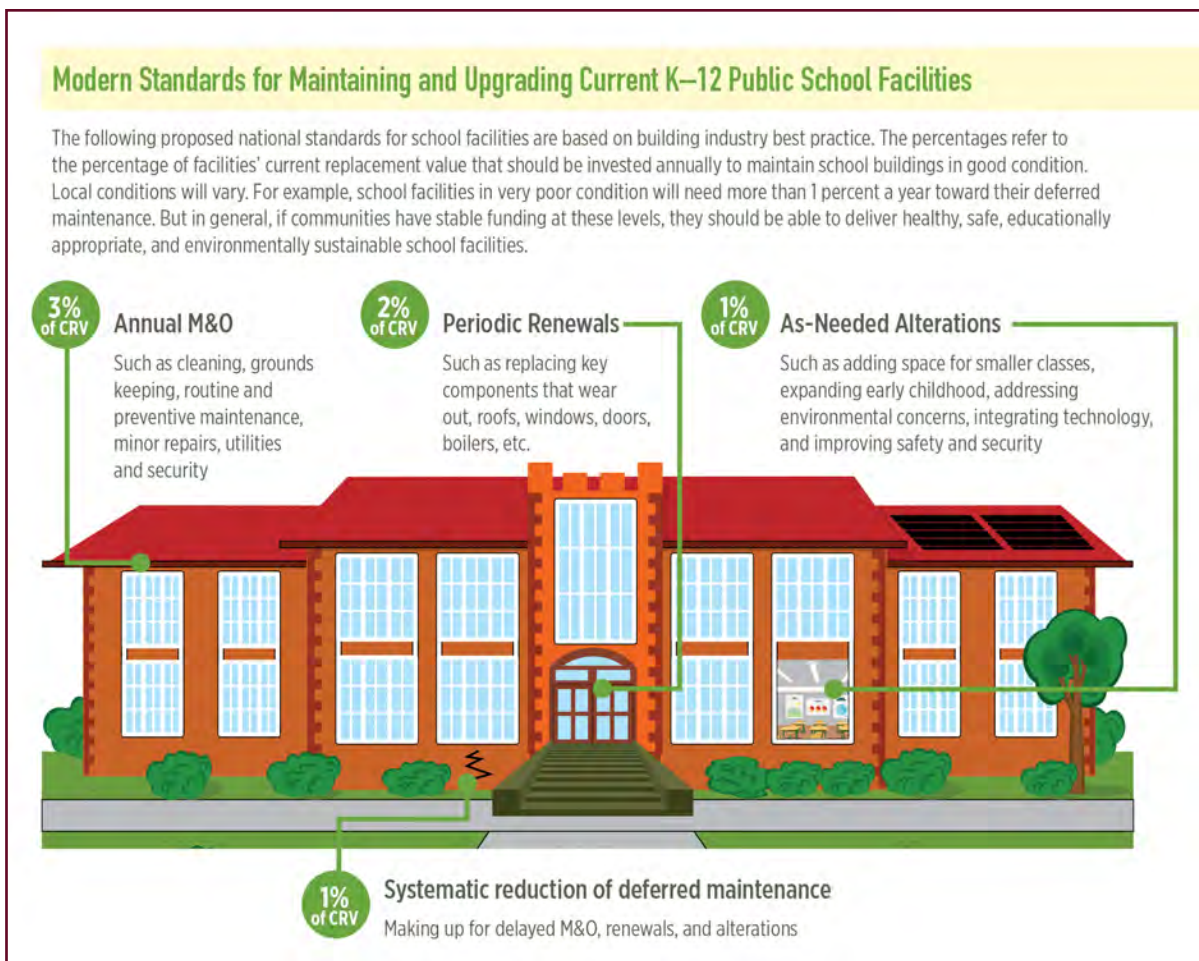 Modern Standards for Maintaining and Upgrading Current K–12 Public School Facilities
The following proposed national standards for school facilities are based on building industry best practice. The percentages refer to
the percentage of facilities' current replacement value that should be invested annually to maintain school buildings in good condition.
Local conditions will vary. For example, school facilities in very poor condition will need more than 1 percent a year toward their deferred
maintenance. But in general, if communities have stable funding at these levels, they should be able to deliver healthy, safe, educationally
appropriate, and environmentally sustainable school facilities.
3%
of CRV
Annual M&O
Such as cleaning, grounds
keeping, routine and
preventive maintenance,
minor repairs, utilities
and security
2%
of CRV
Periodic Renewals
Such as replacing key
components that wear
out, roofs, windows, doors,
boilers, etc.
1%
of CRV
As-Needed Alterations
Such as adding space for smaller classes,
expanding early childhood, addressing
environmental concerns, integrating technology,
and improving safety and security
1%
of CRV
Systematic reduction of deferred maintenance
Making up for delayed M&O, renewals, and alterations